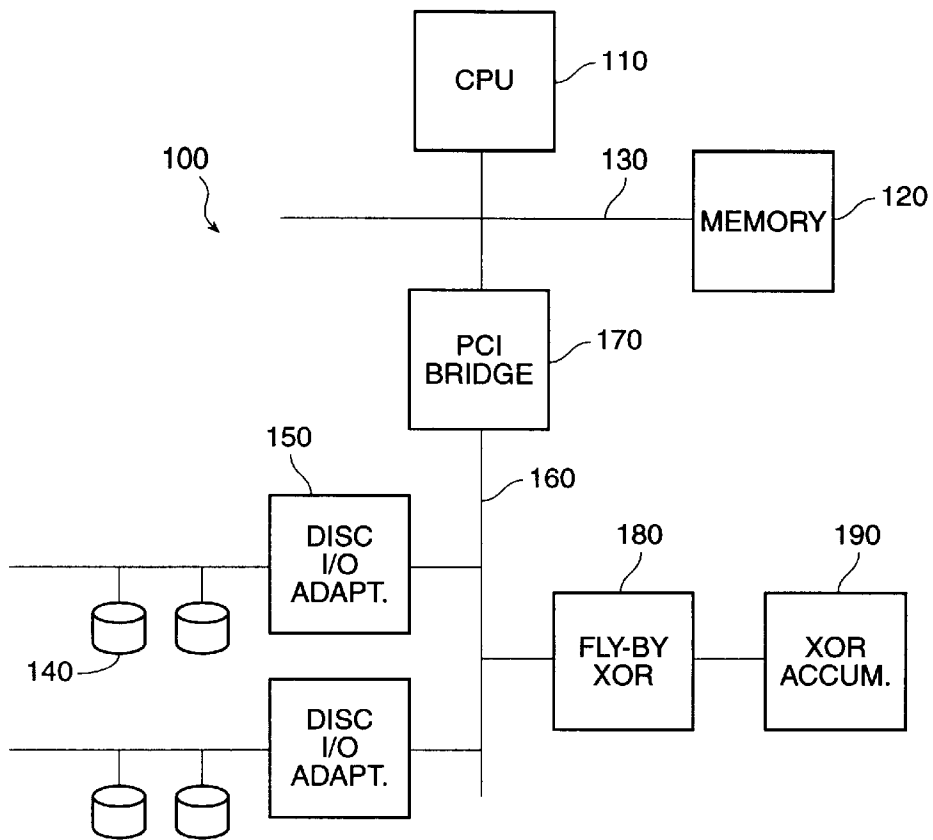 CPU
110
100
130
MEMORY
120
PCI
BRIDGE
170
150
160
DISC
I/O
ADAPT.
180
190
140
FLY-BY
XOR
XOR
ACCUM.
DISC
I/O
ADAPT.